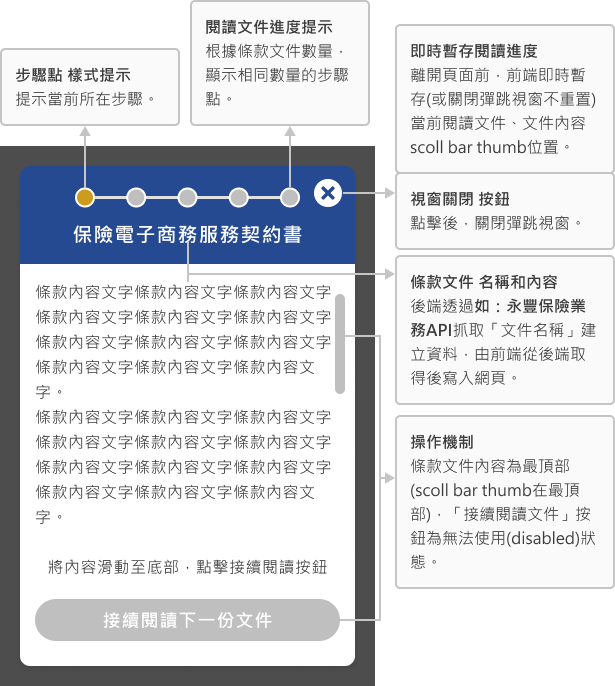 步驟點 樣式提示
提示當前所在步驟。
閱讀文件進度提示
根據條款文件數量，
顯示相同數量的步驟
點。
即時暫存閱讀進度
離開頁面前，前端即時暫
存(或關閉彈跳視窗不重置)
當前閱讀文件、文件內容
scoll bar thumb位置。
視窗關閉 按鈕
點擊後，關閉彈跳視窗。
保險電子商務服務契約書
條款文件 名稱和內容
後端透過如：永豐保險業
務API抓取「文件名稱」建
立資料，由前端從後端取
得後寫入網頁。
條款內容文字條款內容文字條款內容文字
條款內容文字條款內容文字條款內容文字
條款內容文字條款內容文字條款內容文字
條款內容文字條款內容文字條款內容文
字。
條款內容文字條款內容文字條款內容文字
條款內容文字條款內容文字條款內容文字
條款內容文字條款內容文字條款內容文字
條款內容文字條款內容文字條款內容文
字。
操作機制
條款文件內容為最頂部
(scoll bar thumb在最頂
部)，「接續閱讀文件」按
鈕為無法使用(disabled)狀
態。
將內容滑動至底部，點擊接續閱讀按鈕
接續閱讀下一份文件